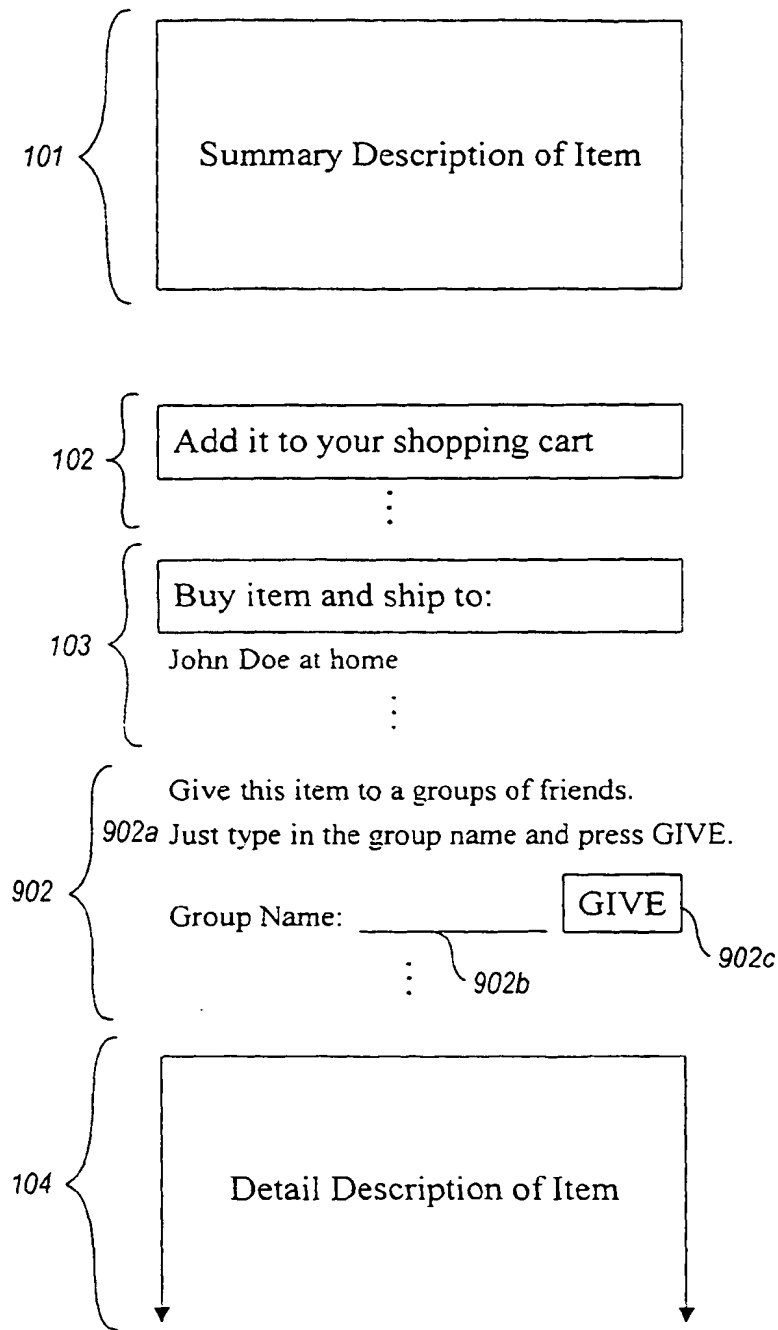 101
Summary Description of Item
102
Add it to your shopping cart
103
Buy item and ship to:
John Doe at home
Give this item to a groups of friends.
902a Just type in the group name and press GIVE.
902
Group Name: GIVE
902c
902b
104
Detail Description of Item